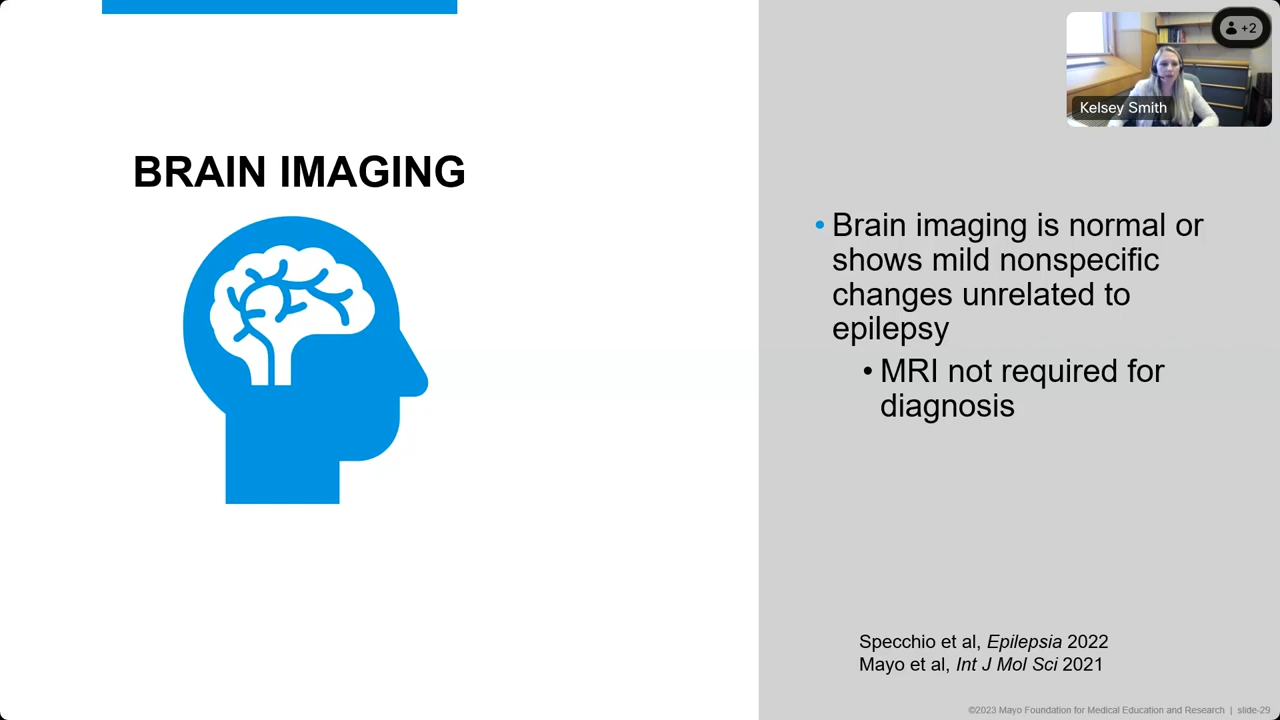 +2
Kelsey Smith
BRAIN IMAGING
• Brain imaging is normal or
shows mild nonspecific
changes unrelated to
epilepsy
• MRI not required for
diagnosis
Specchio et al, Epilepsia 2022
Mayo et al, Int J Mol Sci 2021
©2023 Mayo Foundation for Medical Education and Research | slide-29